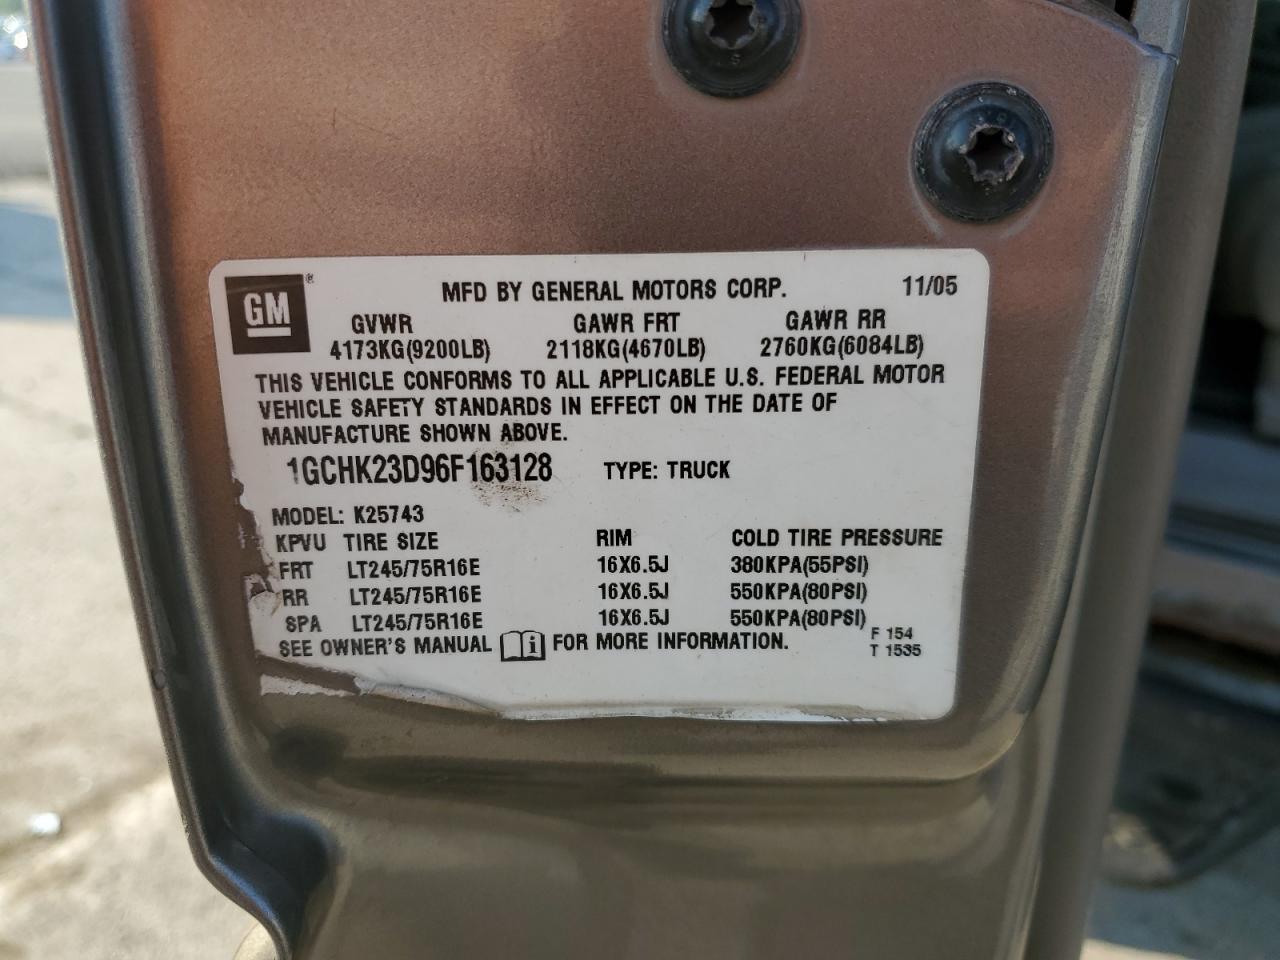 GM ®
MFD BY GENERAL MOTORS CORP. 11/05
GVWR GAWR FRT GAWR RR
4173KG(9200LB) 2118KG(4670LB) 2760KG(6084LB)
THIS VEHICLE CONFORMS TO ALL APPLICABLE U.S. FEDERAL MOTOR
VEHICLE SAFETY STANDARDS IN EFFECT ON THE DATE OF
MANUFACTURE SHOWN ABOVE.
1GCHK23D96F163128 TYPE: TRUCK
MODEL: K25743
KPVU TIRE SIZE RIM COLD TIRE PRESSURE
FRT LT245/75R16E 16X6.5J 380KPA(55PSI)
RR LT245/75R16E 16X6.5J 550KPA(80PSI)
SPA LT245/75R16E 16X6.5J 550KPA(80PSI)
SEE OWNER'S MANUAL i FOR MORE INFORMATION.
F 154
T 1535